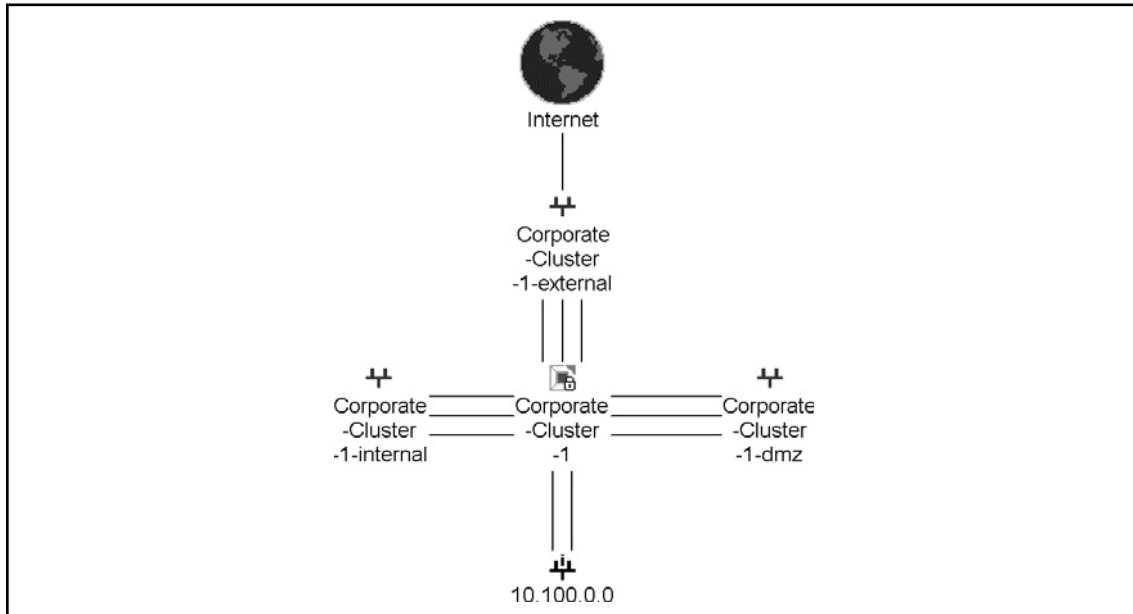 Internet
Corporate
-Cluster
-1-external
Corporate
-Cluster
-1-internal
Corporate
-Cluster
-1
Corporate
-Cluster
-1-dmz
10.100.0.0